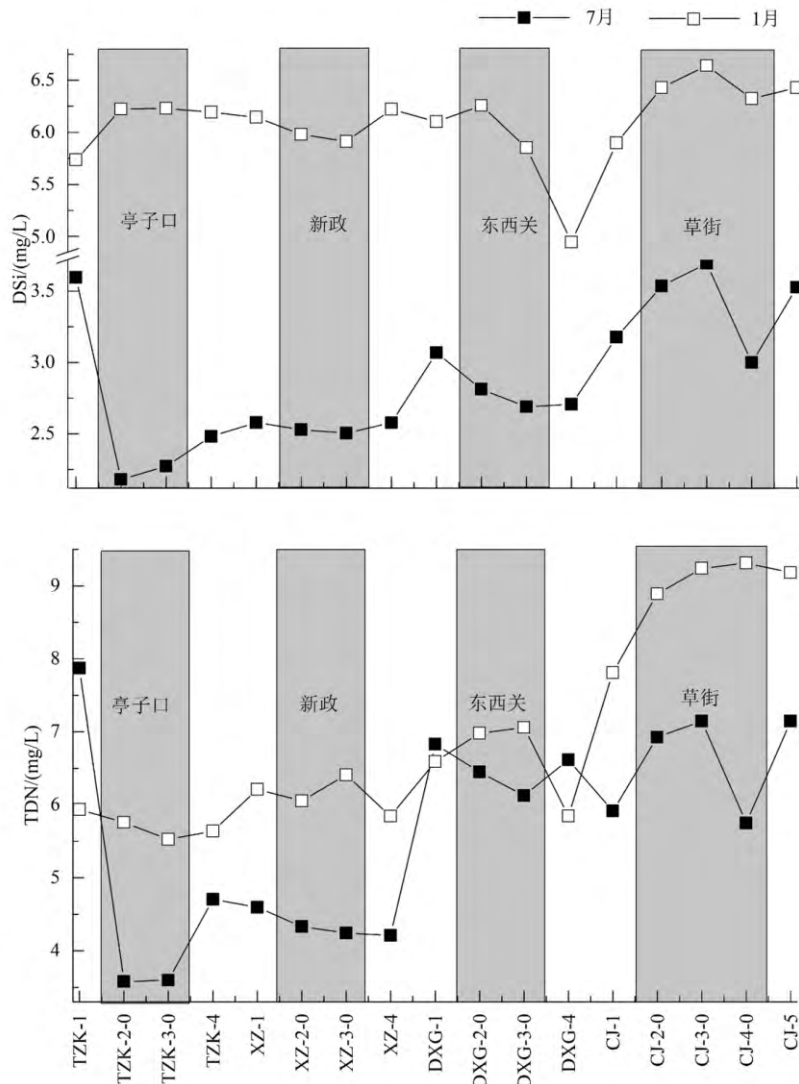 7月 1月
6.5
6.0
5.5
5.0
3.5
3.0
2.5
DSi/(mg/L)
亭子口
新政
东西关
草街
9
8
7
6
5
4
TDN/(mg/L)
亭子口
新政
东西关
草街
TZK-1
TZK-2-0
TZK-3-0
TZK-4
XZ-1
XZ-2-0
XZ-3-0
XZ-4
DXG-1
DXG-2-0
DXG-3-0
DXG-4
CJ-1
CJ-2-0
CJ-3-0
CJ-4-0
CJ-5